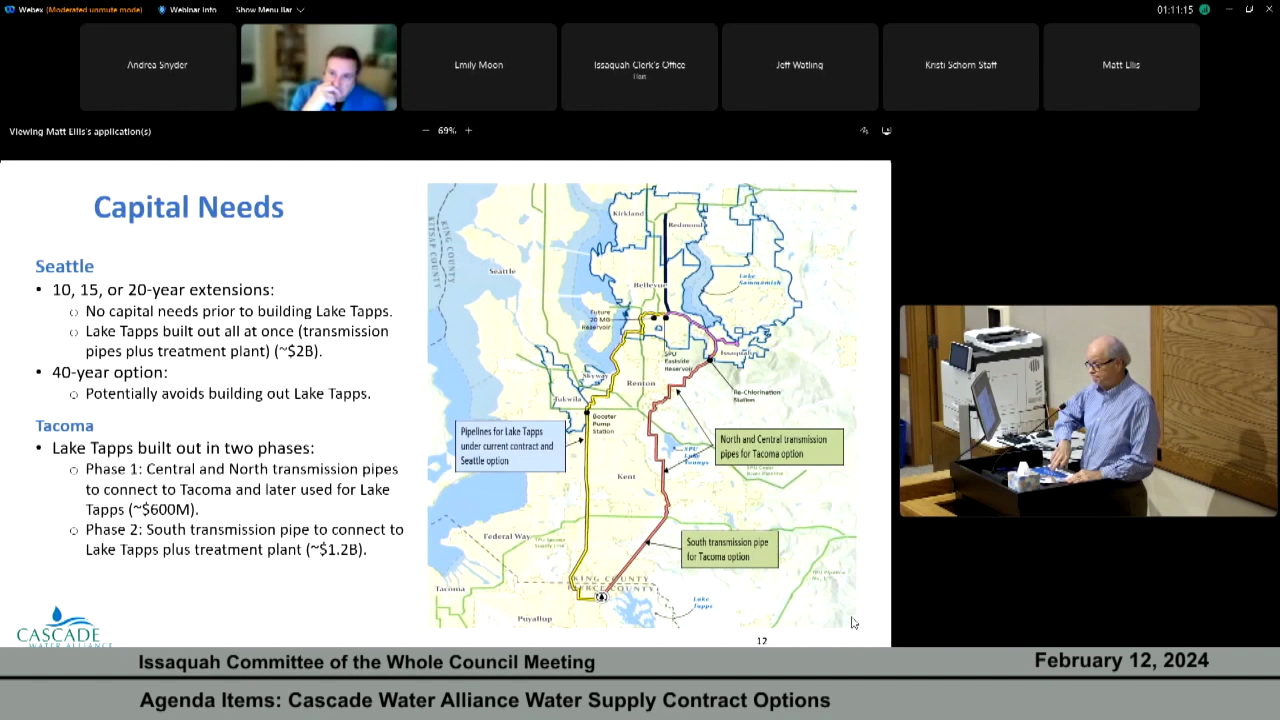 Webex (Moderated unmute mode) Webinar Info Show Menu Bar
01:11:15
Andrea Snyder
Emily Moon
Issaquah Clerk's Office
Host
Jeff Watling
Kristi Schorn Staff
Matt Ellis
Viewing Matt Ellis's application(s)
− 69% +
Capital Needs
Seattle
• 10, 15, or 20-year extensions:
○ No capital needs prior to building Lake Tapps.
○ Lake Tapps built out all at once (transmission
pipes plus treatment plant) (~$2B).
• 40-year option:
○ Potentially avoids building out Lake Tapps.
Tacoma
• Lake Tapps built out in two phases:
○ Phase 1: Central and North transmission pipes
to connect to Tacoma and later used for Lake
Tapps (~$600M).
○ Phase 2: South transmission pipe to connect to
Lake Tapps plus treatment plant (~$1.2B).
CASCADE
WATER ALLIANCE
KITSAP COUNTY
KING COUNTY
Kirkland
Redmond
Seattle
Lake
Sammamish
Bellevue
Future
20 MG
Reservoir
SPU
Eastside
Reservoir
Issaquah
Skyway
Renton
Re-Chlorination
Station
Tukwila
Booster
Pump
Station
Pipelines for Lake Tapps
under current contract and
Seattle option
North and Central transmission
pipes for Tacoma option
SPU
Lake
Youngs
Kent
South transmission pipe
for Tacoma option
Federal Way
KING COUNTY
PIERCE COUNTY
Tacoma
Lake
Tapps
Puyallup
12
Issaquah Committee of the Whole Council Meeting
February 12, 2024
Agenda Items: Cascade Water Alliance Water Supply Contract Options